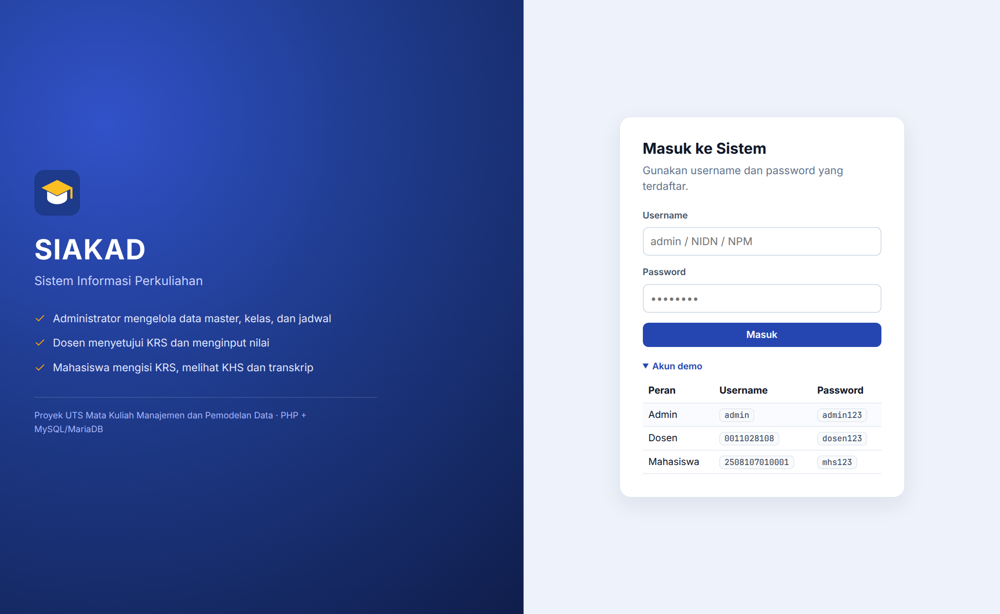 SIAKAD
Sistem Informasi Perkuliahan
Administrator mengelola data master, kelas, dan jadwal
Dosen menyetujui KRS dan menginput nilai
Mahasiswa mengisi KRS, melihat KHS dan transkrip
Proyek UTS Mata Kuliah Manajemen dan Pemodelan Data · PHP +
MySQL/MariaDB
Masuk ke Sistem
Gunakan username dan password yang
terdaftar.
Username
admin / NIDN / NPM
Password
••••••••
Masuk
▼ Akun demo
Peran Username Password
Admin admin admin123
Dosen 0011028108 dosen123
Mahasiswa 2508107010001 mhs123